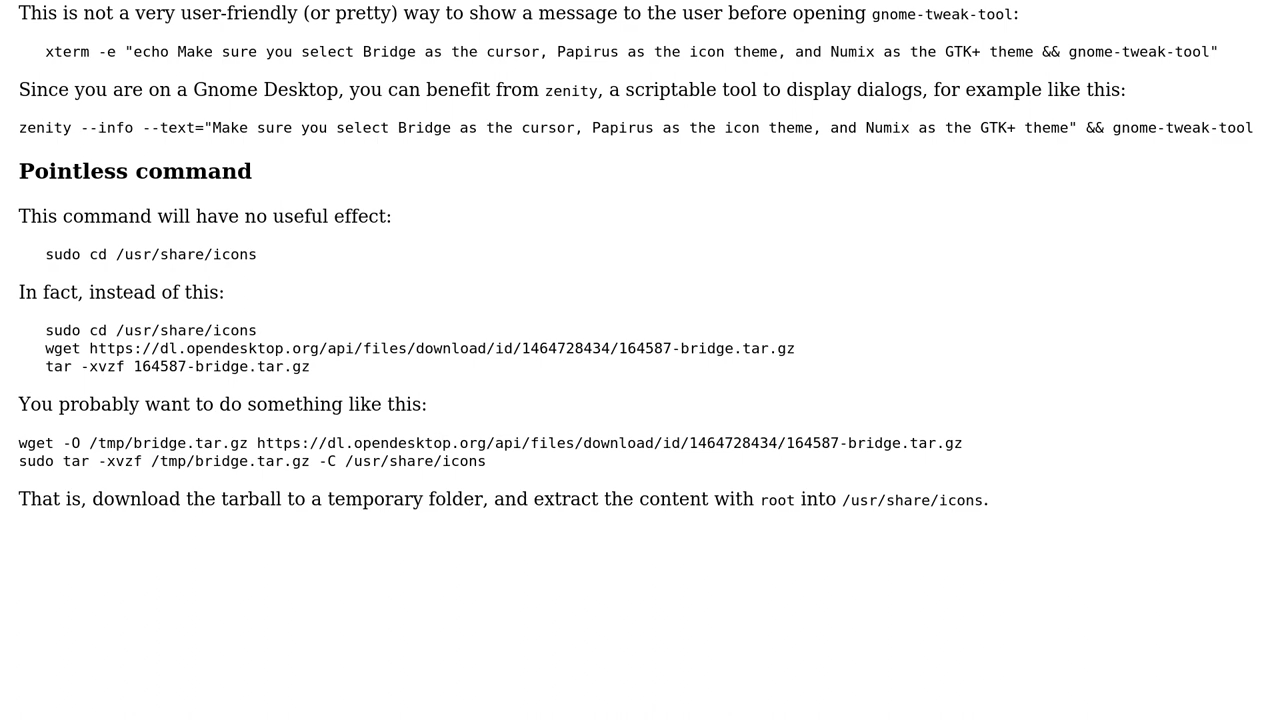 This is not a very user-friendly (or pretty) way to show a message to the user before opening gnome-tweak-tool:
xterm -e "echo Make sure you select Bridge as the cursor, Papirus as the icon theme, and Numix as the GTK+ theme && gnome-tweak-tool"
Since you are on a Gnome Desktop, you can benefit from zenity, a scriptable tool to display dialogs, for example like this:
zenity --info --text="Make sure you select Bridge as the cursor, Papirus as the icon theme, and Numix as the GTK+ theme" && gnome-tweak-tool
Pointless command
This command will have no useful effect:
sudo cd /usr/share/icons
In fact, instead of this:
sudo cd /usr/share/icons
wget https://dl.opendesktop.org/api/files/download/id/1464728434/164587-bridge.tar.gz
tar -xvzf 164587-bridge.tar.gz
You probably want to do something like this:
wget -O /tmp/bridge.tar.gz https://dl.opendesktop.org/api/files/download/id/1464728434/164587-bridge.tar.gz
sudo tar -xvzf /tmp/bridge.tar.gz -C /usr/share/icons
That is, download the tarball to a temporary folder, and extract the content with root into /usr/share/icons.